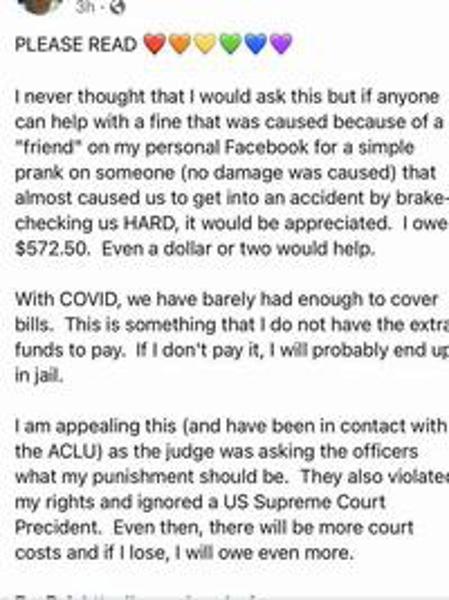 3h ·
PLEASE READ ❤️🧡💛💚💙💜
I never thought that I would ask this but if anyone
can help with a fine that was caused because of a
"friend" on my personal Facebook for a simple
prank on someone (no damage was caused) that
almost caused us to get into an accident by brake-
checking us HARD, it would be appreciated.  I owe
$572.50.  Even a dollar or two would help.
With COVID, we have barely had enough to cover
bills.  This is something that I do not have the extra
funds to pay.  If I don't pay it, I will probably end up
in jail.
I am appealing this (and have been in contact with
the ACLU) as the judge was asking the officers
what my punishment should be.  They also violated
my rights and ignored a US Supreme Court
Precident.  Even then, there will be more court
costs and if I lose, I will owe even more.